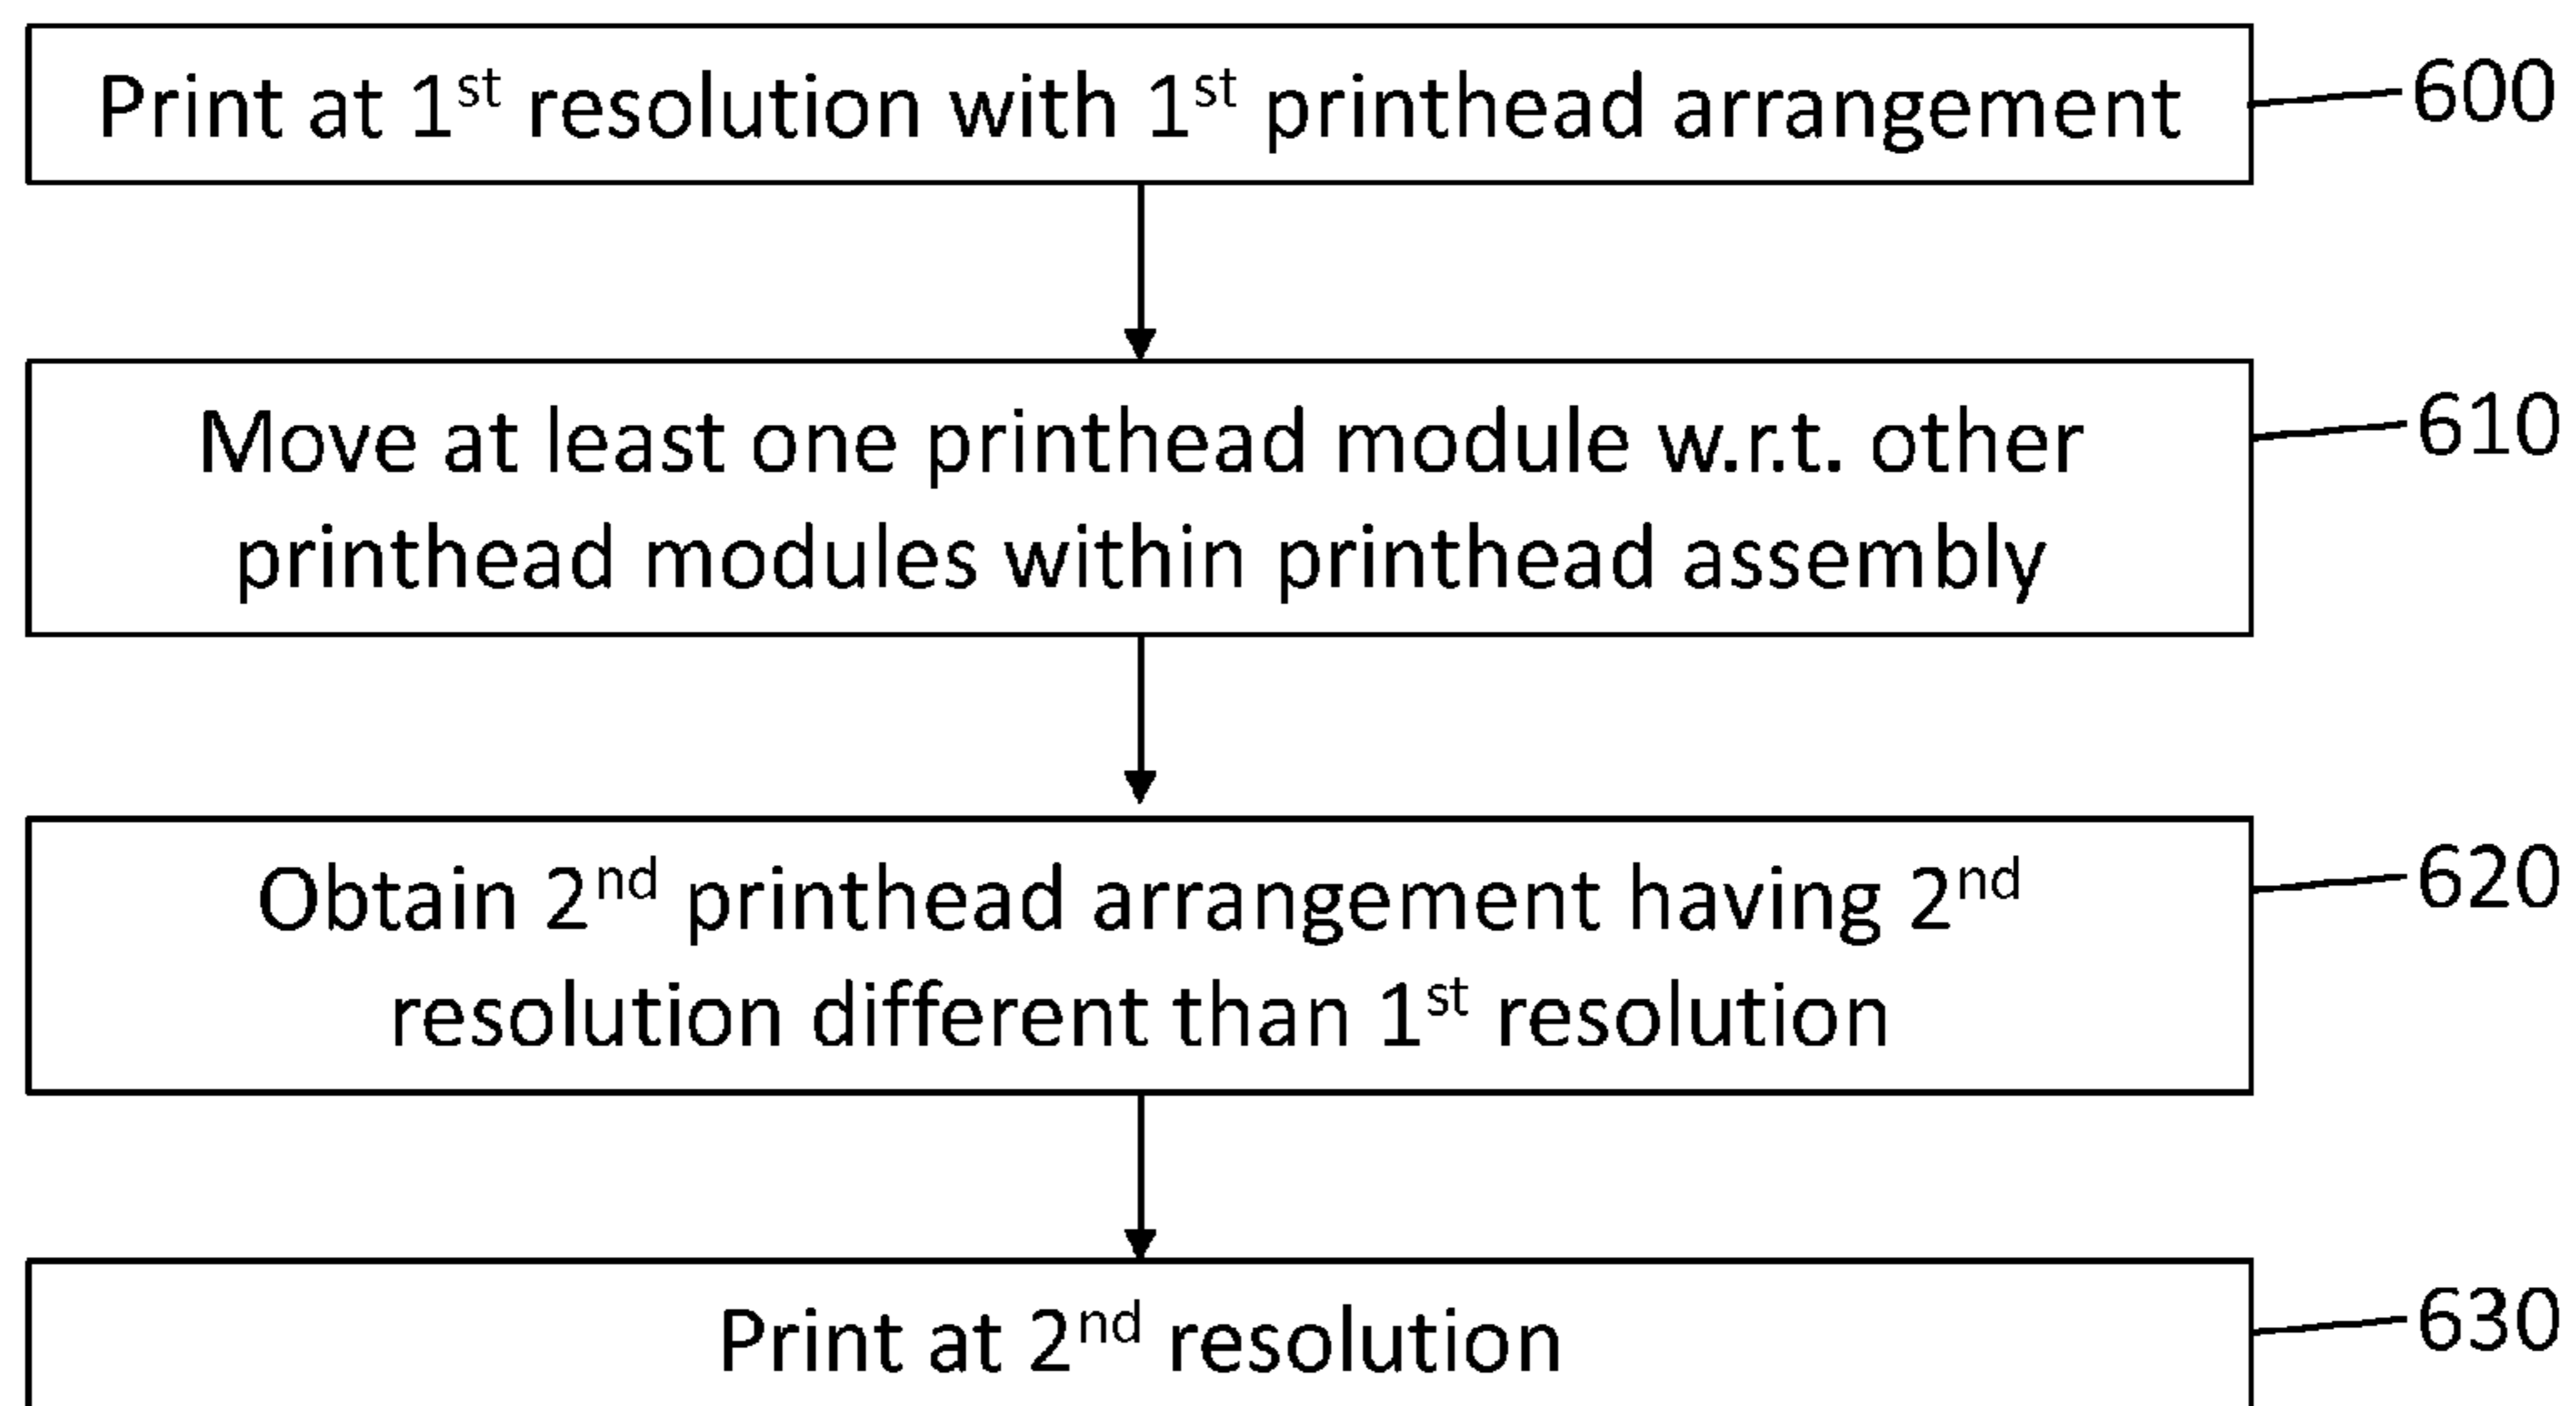 Print at 1st resolution with 1st printhead arrangement 600
Move at least one printhead module w.r.t. other 610
printhead modules within printhead assembly
Obtain 2nd printhead arrangement having 2nd 620
resolution different than 1st resolution
Print at 2nd resolution 630